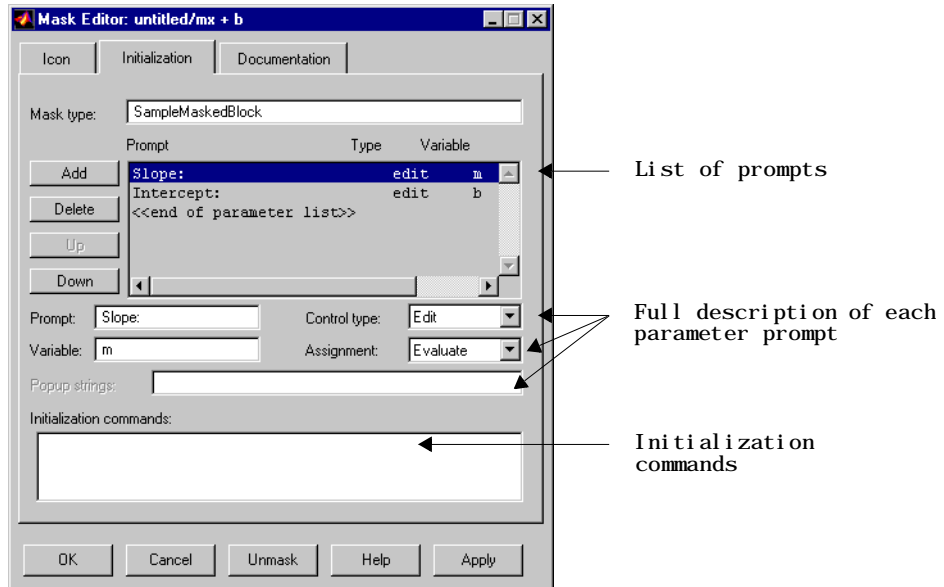 Mask Editor: untitled/mx + b
Icon Initialization Documentation
Mask type: SampleMaskedBlock
Prompt Type Variable
Add
Slope: edit m
List of prompts
Intercept: edit b
Delete
<<end of parameter list>>
Up
Down
Prompt: Slope: Control type: Edit
Full description of each
parameter prompt
Variable: m Assignment: Evaluate
Popup strings:
Initialization commands:
Initialization
commands
OK Cancel Unmask Help Apply